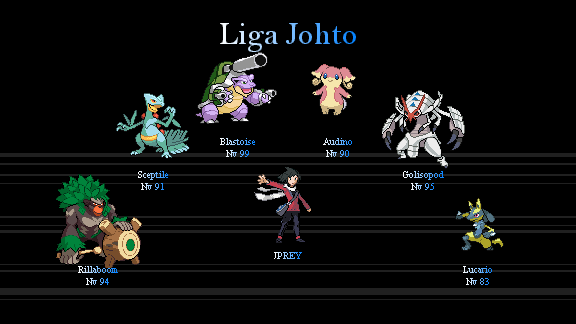 Liga Johto
Blastoise
Nv 99
Audino
Nv 90
Sceptile
Nv 91
Golisopod
Nv 95
JPREY
Rillaboom
Nv 94
Lucario
Nv 83